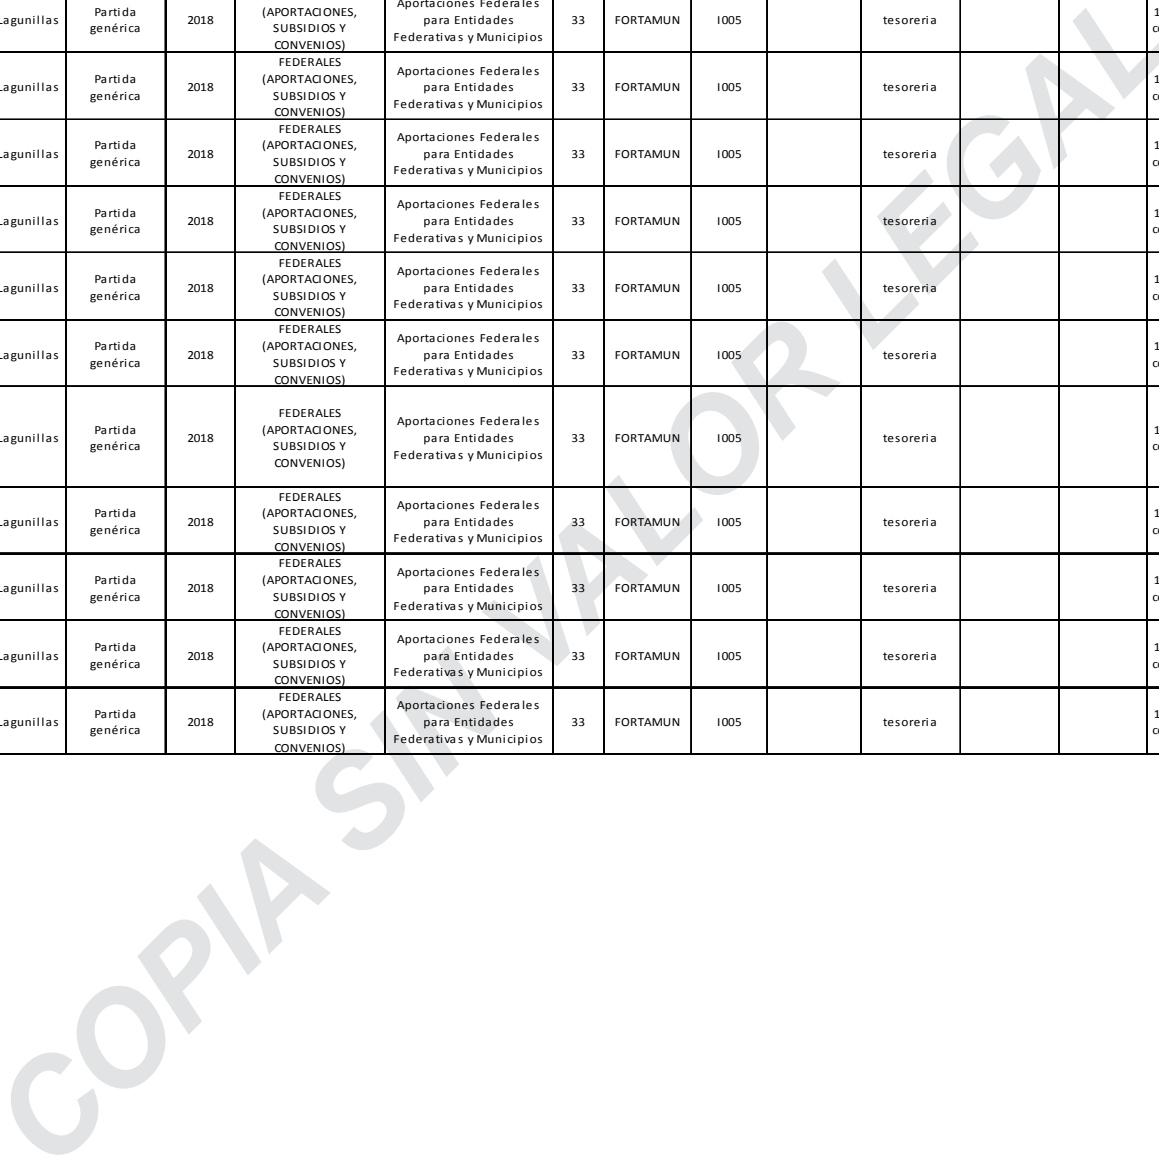 Lagunillas Partida genérica 2018 (APORTACIONES, SUBSIDIOS Y CONVENIOS) Aportaciones Federales para Entidades Federativas y Municipios 33 FORTAMUN I005 tesoreria
Lagunillas Partida genérica 2018 FEDERALES (APORTACIONES, SUBSIDIOS Y CONVENIOS) Aportaciones Federales para Entidades Federativas y Municipios 33 FORTAMUN I005 tesoreria
Lagunillas Partida genérica 2018 FEDERALES (APORTACIONES, SUBSIDIOS Y CONVENIOS) Aportaciones Federales para Entidades Federativas y Municipios 33 FORTAMUN I005 tesoreria
Lagunillas Partida genérica 2018 FEDERALES (APORTACIONES, SUBSIDIOS Y CONVENIOS) Aportaciones Federales para Entidades Federativas y Municipios 33 FORTAMUN I005 tesoreria
Lagunillas Partida genérica 2018 FEDERALES (APORTACIONES, SUBSIDIOS Y CONVENIOS) Aportaciones Federales para Entidades Federativas y Municipios 33 FORTAMUN I005 tesoreria
Lagunillas Partida genérica 2018 FEDERALES (APORTACIONES, SUBSIDIOS Y CONVENIOS) Aportaciones Federales para Entidades Federativas y Municipios 33 FORTAMUN I005 tesoreria
Lagunillas Partida genérica 2018 FEDERALES (APORTACIONES, SUBSIDIOS Y CONVENIOS) Aportaciones Federales para Entidades Federativas y Municipios 33 FORTAMUN I005 tesoreria
Lagunillas Partida genérica 2018 FEDERALES (APORTACIONES, SUBSIDIOS Y CONVENIOS) Aportaciones Federales para Entidades Federativas y Municipios 33 FORTAMUN I005 tesoreria
Lagunillas Partida genérica 2018 FEDERALES (APORTACIONES, SUBSIDIOS Y CONVENIOS) Aportaciones Federales para Entidades Federativas y Municipios 33 FORTAMUN I005 tesoreria
Lagunillas Partida genérica 2018 FEDERALES (APORTACIONES, SUBSIDIOS Y CONVENIOS) Aportaciones Federales para Entidades Federativas y Municipios 33 FORTAMUN I005 tesoreria
Lagunillas Partida genérica 2018 FEDERALES (APORTACIONES, SUBSIDIOS Y CONVENIOS) Aportaciones Federales para Entidades Federativas y Municipios 33 FORTAMUN I005 tesoreria
COPIA SIN VALOR LEGAL